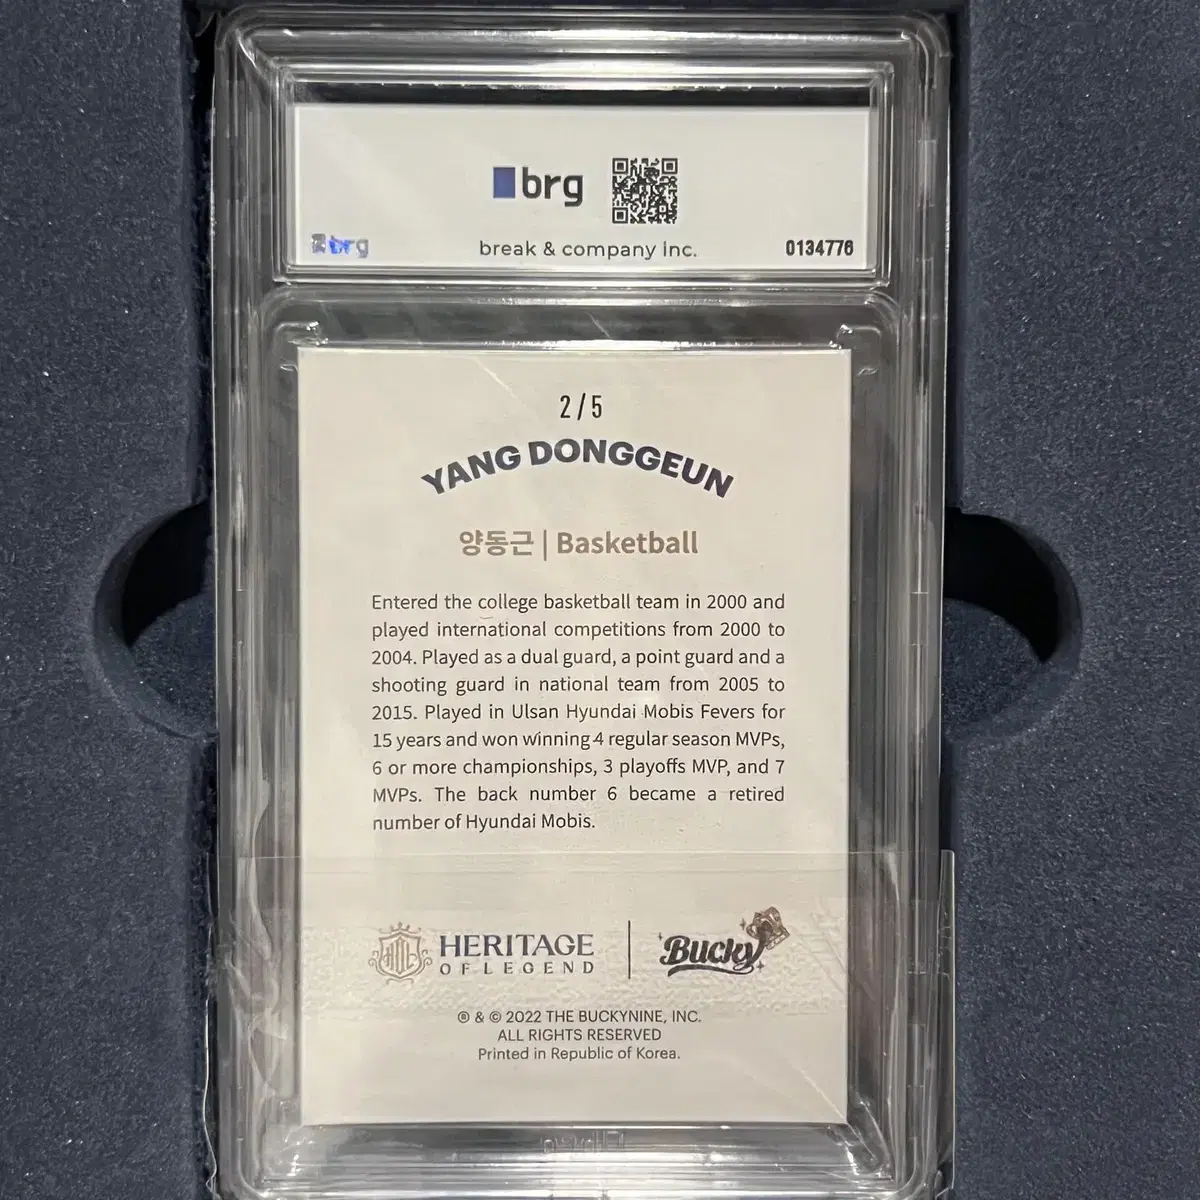 brg
brg
break & company inc.
0134776
2/5
YANG DONGGEUN
양동근 | Basketball
Entered the college basketball team in 2000 and
played international competitions from 2000 to
2004. Played as a dual guard, a point guard and a
shooting guard in national team from 2005 to
2015. Played in Ulsan Hyundai Mobis Fevers for
15 years and won winning 4 regular season MVPs,
6 or more championships, 3 playoffs MVP, and 7
MVPs. The back number 6 became a retired
number of Hyundai Mobis.
HERITAGE
OF LEGEND
Bucky
® & © 2022 THE BUCKYNINE, INC.
ALL RIGHTS RESERVED
Printed in Republic of Korea.